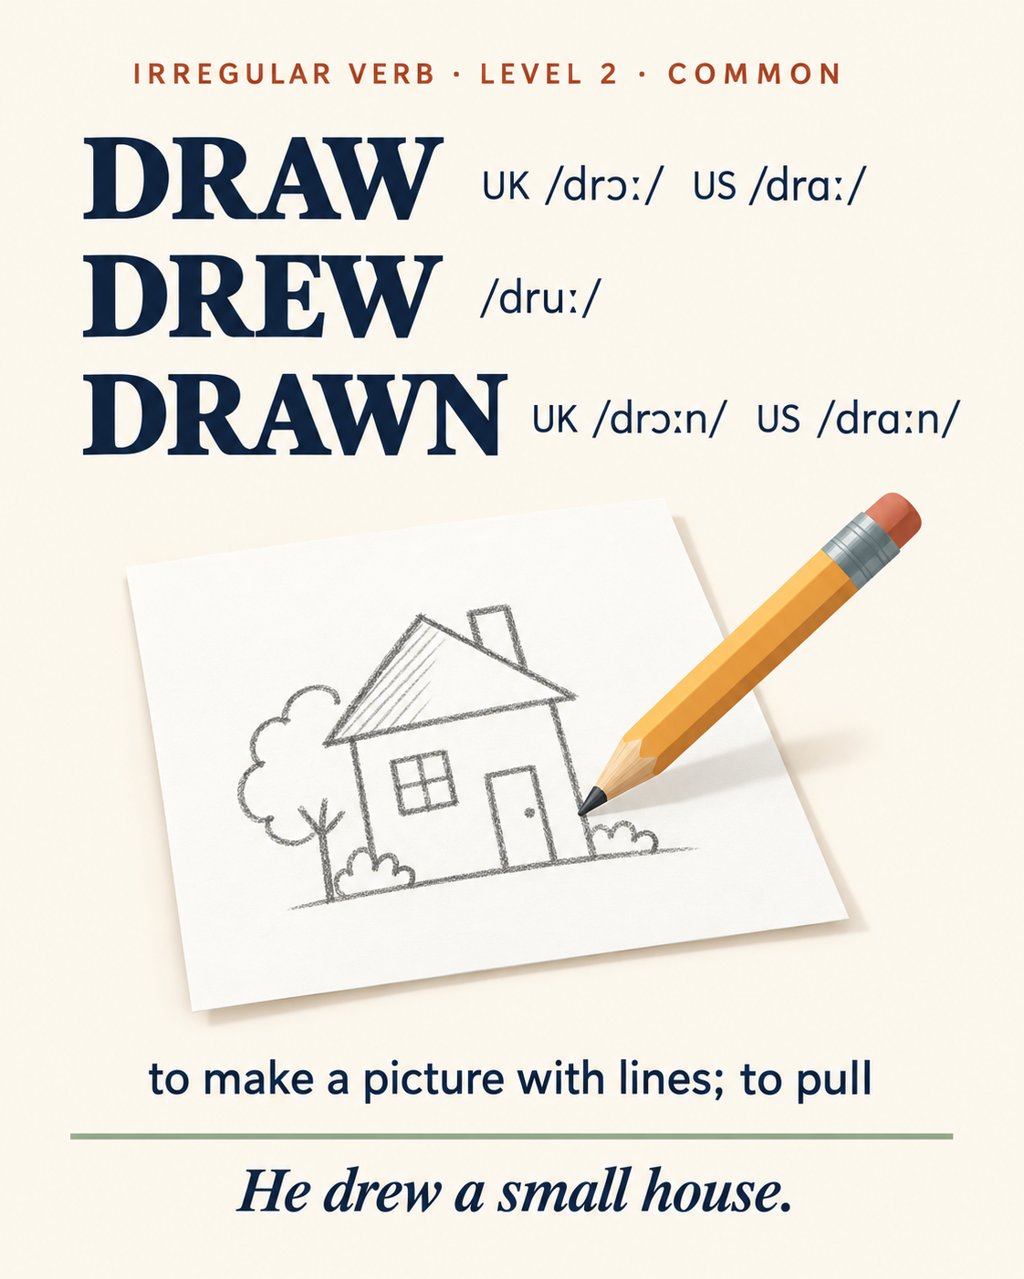 IRREGULAR VERB · LEVEL 2 · COMMON
DRAW UK /drɔː/ US /drɑː/
DREW /druː/
DRAWN UK /drɔːn/ US /drɑːn/
to make a picture with lines; to pull
He drew a small house.